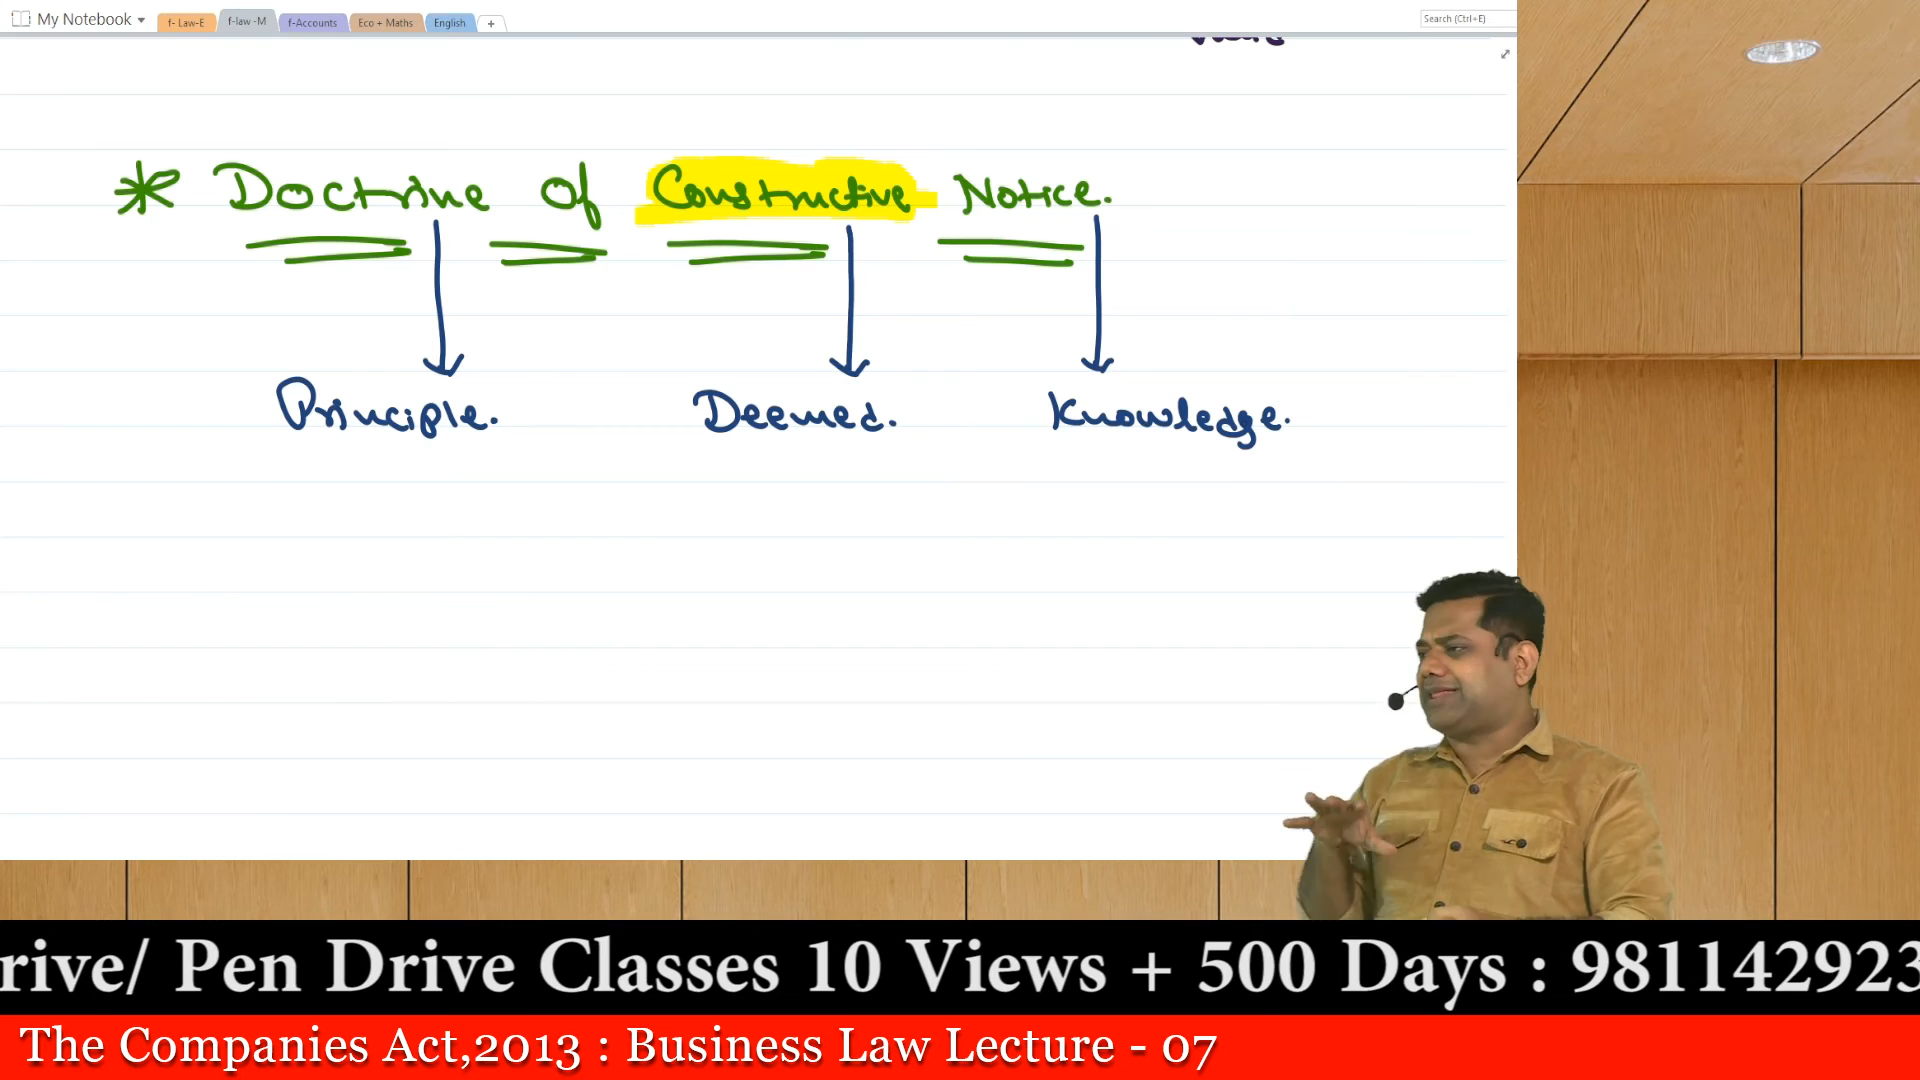 My Notebook
f- Law-E
f-law -M
f-Accounts
Eco + Maths
English
+
Search (Ctrl+E)
* Doctrine of Constructive Notice.
Principle. Deemed. Knowledge.
rive/ Pen Drive Classes 10 Views + 500 Days : 981142923
The Companies Act,2013 : Business Law Lecture - 07